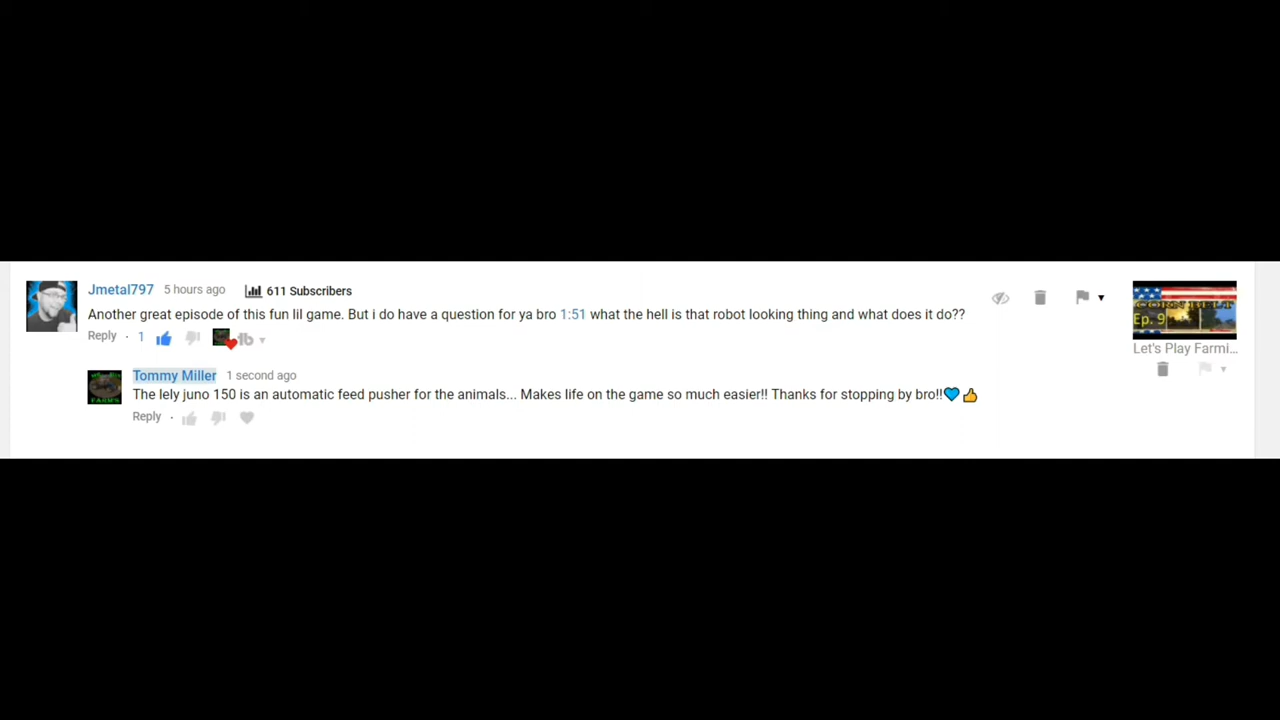 Jmetal797 5 hours ago 611 Subscribers
Another great episode of this fun lil game. But i do have a question for ya bro 1:51 what the hell is that robot looking thing and what does it do??
Reply · 1
Ep. 9
Let's Play Farmi...
Tommy Miller 1 second ago
The lely juno 150 is an automatic feed pusher for the animals... Makes life on the game so much easier!! Thanks for stopping by bro!!💙👍
Reply ·